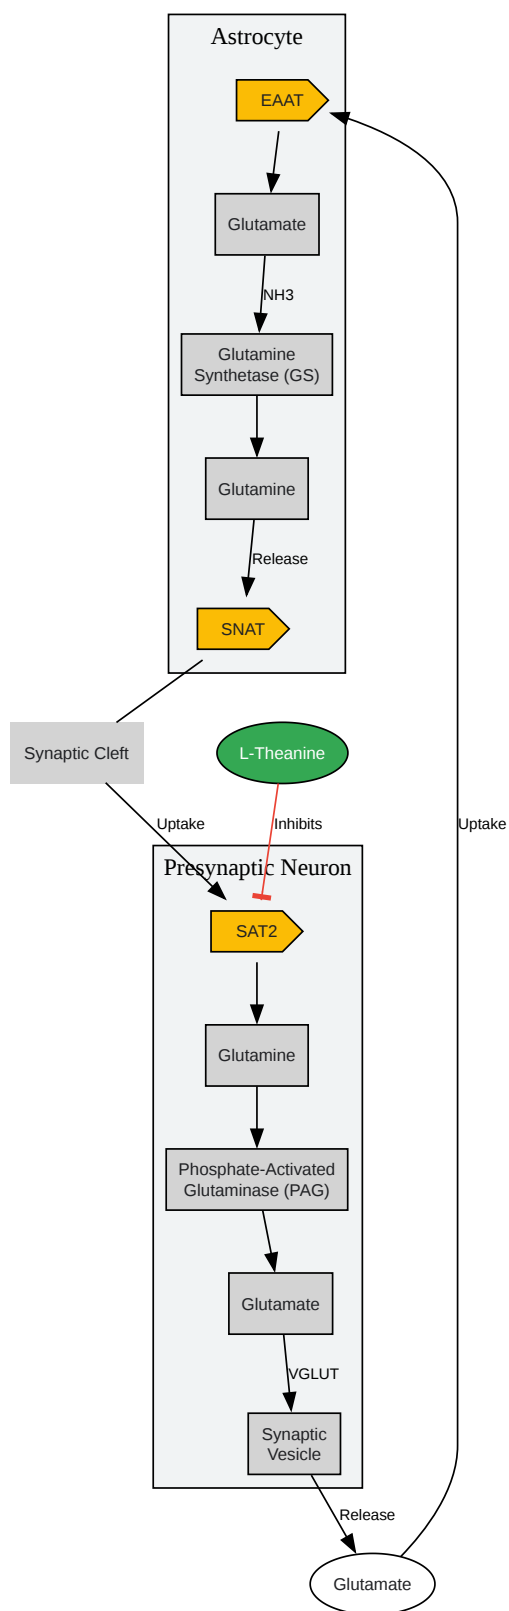 Astrocyte
EAAT
Glutamate
NH3
Glutamine
Synthetase (GS)
Glutamine
Release
SNAT
Synaptic Cleft
L-Theanine
Uptake
Inhibits
Uptake
Presynaptic Neuron
SAT2
Glutamine
Phosphate-Activated
Glutaminase (PAG)
Glutamate
VGLUT
Synaptic
Vesicle
Release
Glutamate